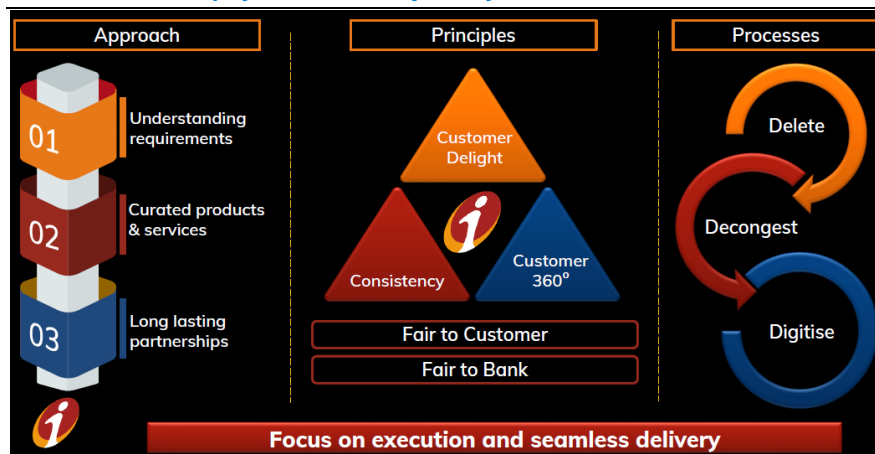 Approach
01
Understanding
requirements
02
Curated products
& services
03
Long lasting
partnerships
Principles
Customer
Delight
Consistency
Customer
360°
Fair to Customer
Fair to Bank
Processes
Delete
Decongest
Digitise
Focus on execution and seamless delivery